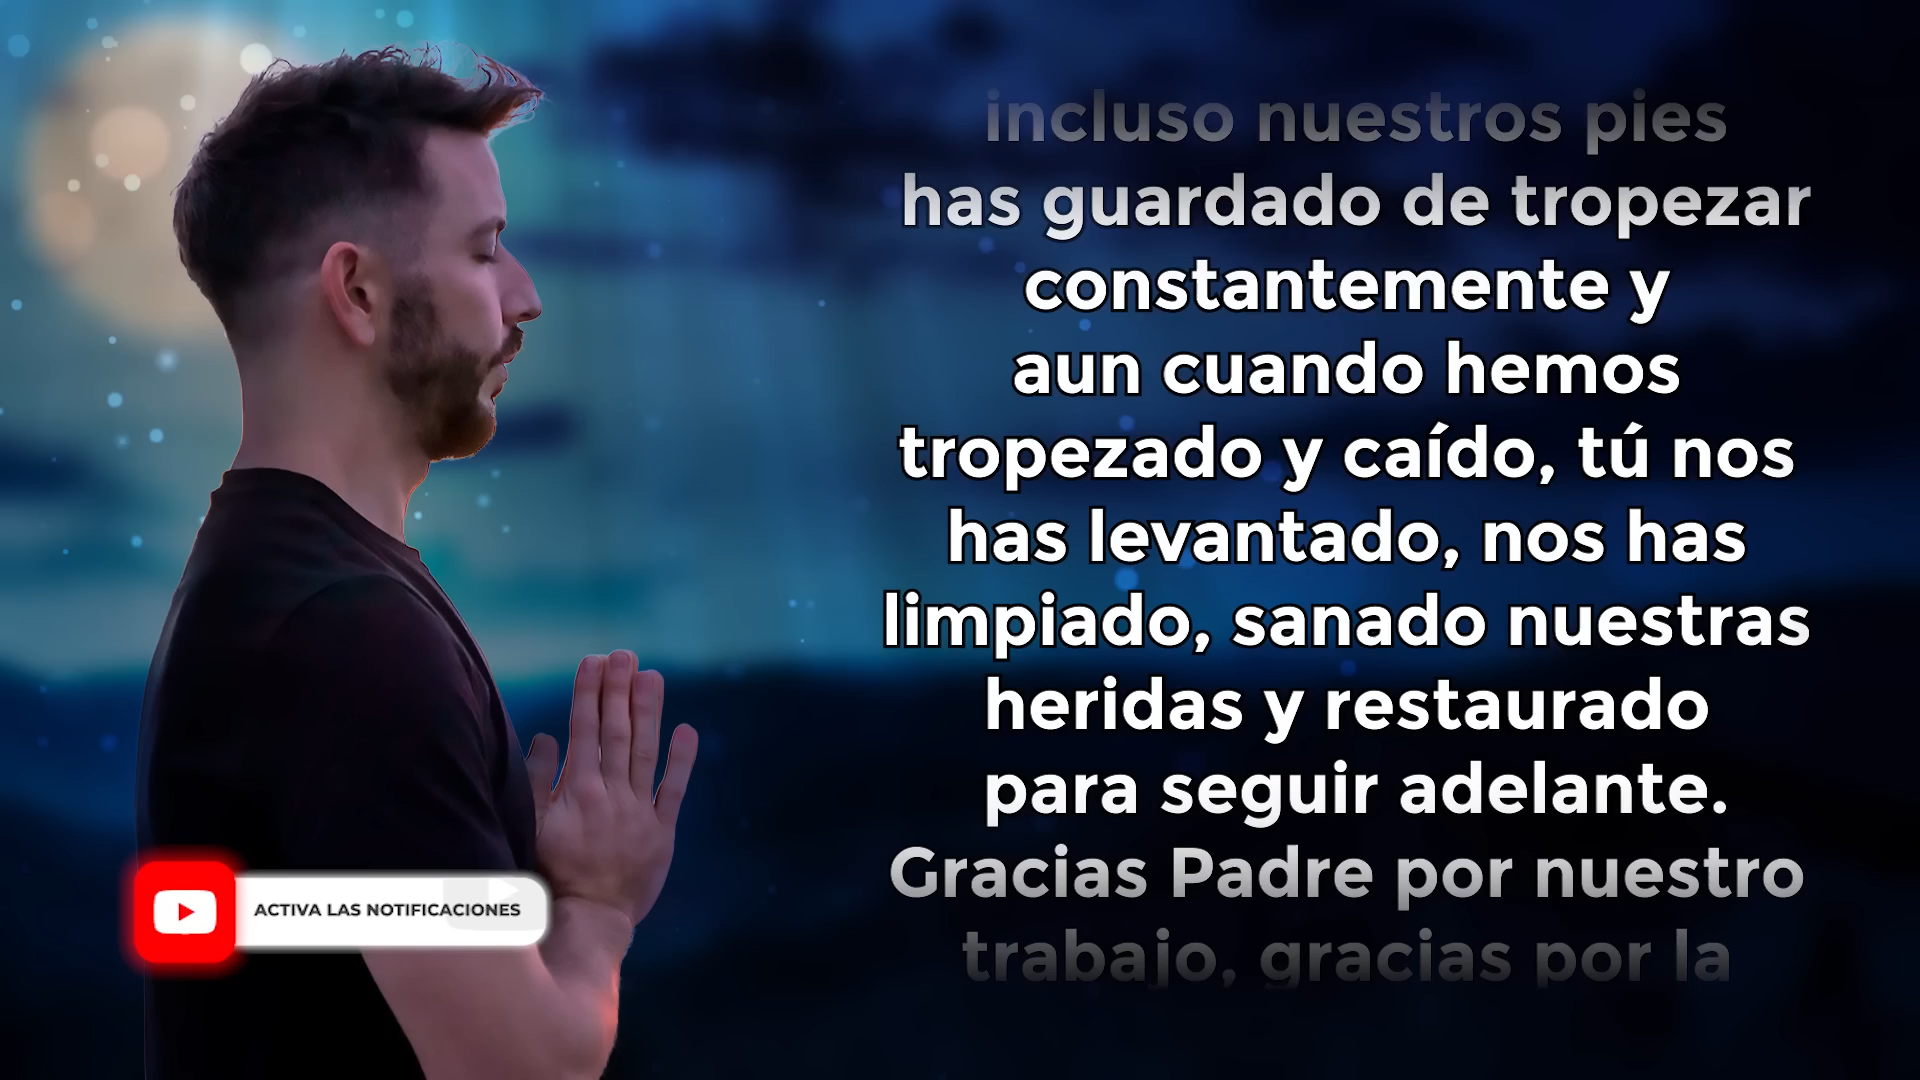 incluso nuestros pies
has guardado de tropezar
constantemente y
aun cuando hemos
tropezado y caído, tú nos
has levantado, nos has
limpiado, sanado nuestras
heridas y restaurado
para seguir adelante.
Gracias Padre por nuestro
trabajo, gracias por la
ACTIVA LAS NOTIFICACIONES